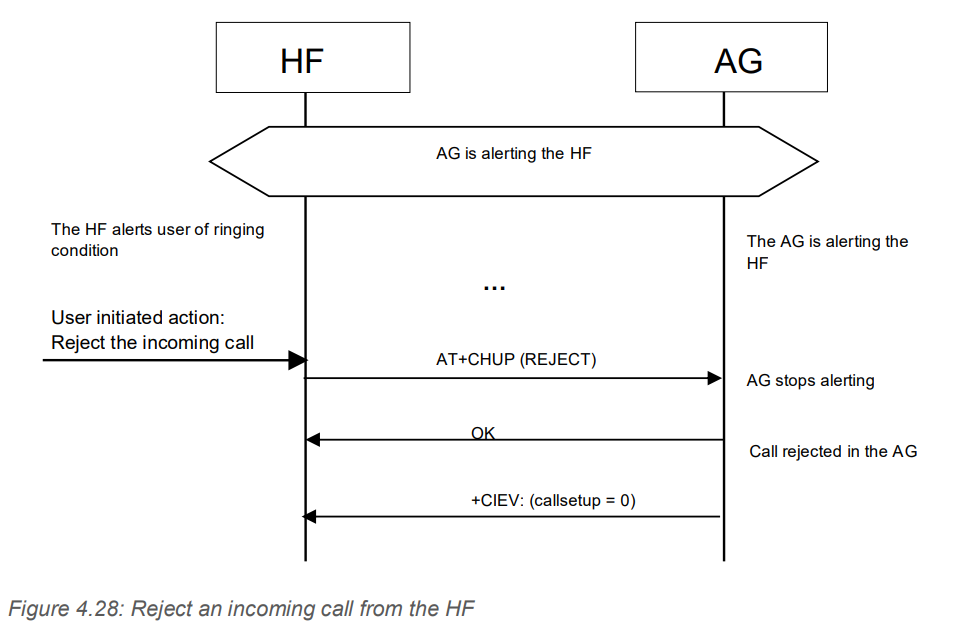 HF
AG
AG is alerting the HF
The HF alerts user of ringing
condition
The AG is alerting the
HF
...
User initiated action:
Reject the incoming call
AT+CHUP (REJECT)
AG stops alerting
OK
Call rejected in the AG
+CIEV: (callsetup = 0)
Figure 4.28: Reject an incoming call from the HF